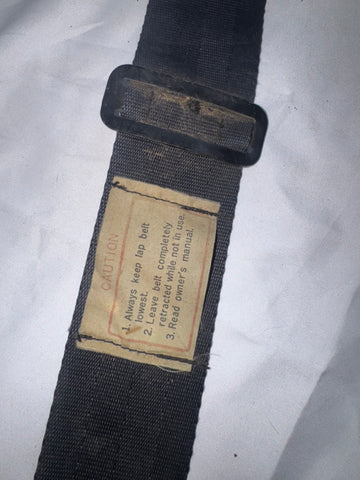 CAUTION
1. Always keep lap belt
lowest.
2. Leave belt completely
retracted while not in use.
3. Read owner's manual.